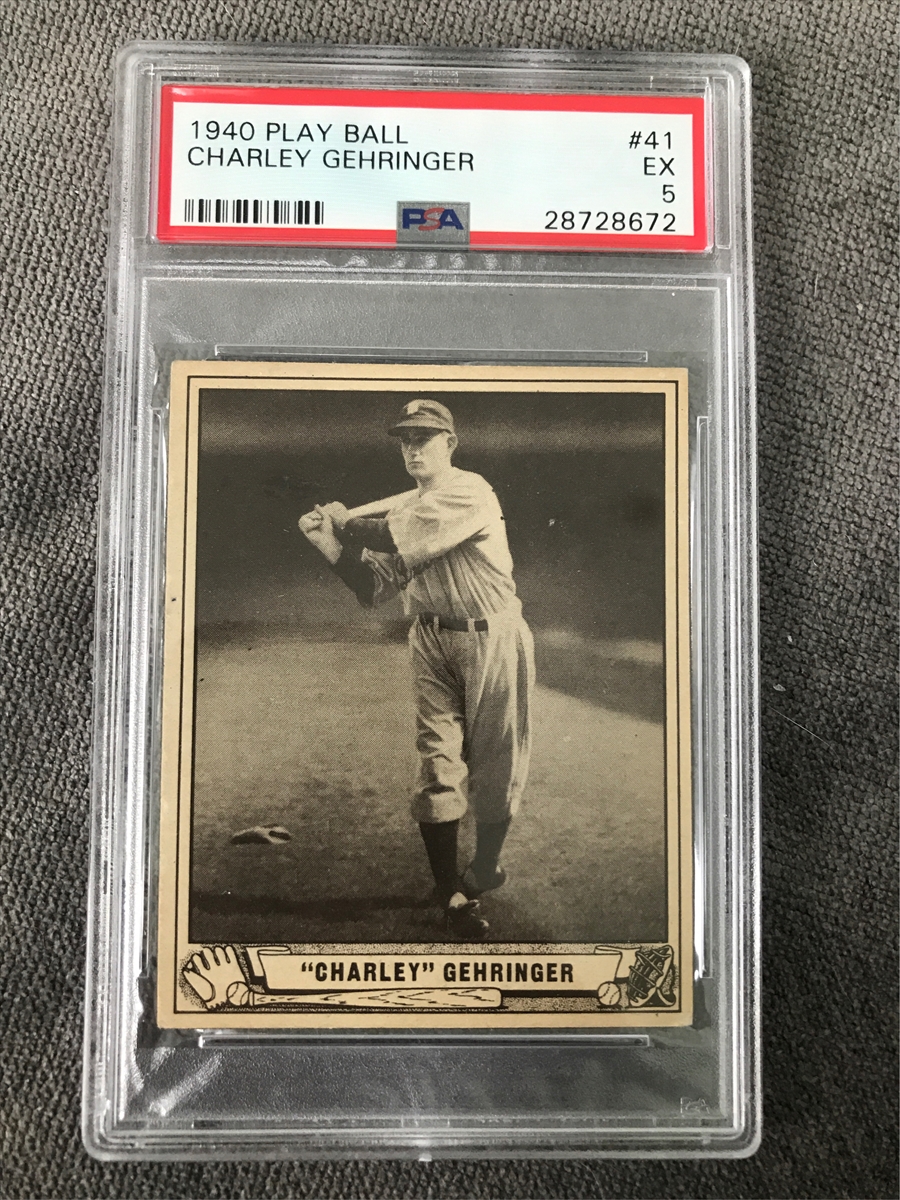 1940 PLAY BALL #41
CHARLEY GEHRINGER EX
5
PSA 28728672
"CHARLEY" GEHRINGER